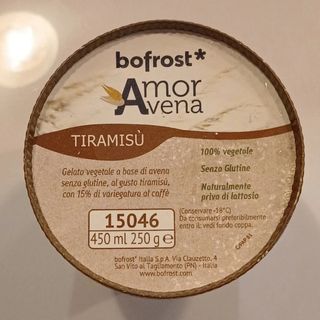 bofrost*
Amor
Avena
TIRAMISÙ
Gelato vegetale a base di avena
senza glutine, al gusto tiramisù,
con 15% di variegatura al caffè
100% vegetale
Senza Glutine
Naturalmente
privo di lattosio
15046
450 ml 250 g e
(Conservare -18°C)
Da consumarsi preferibilmente
entro il: vedi fondo coppa.
bofrost* Italia S.p.A. Via Clauzetto, 4
San Vito al Tagliamento (PN) - Italia
www.bofrost.com